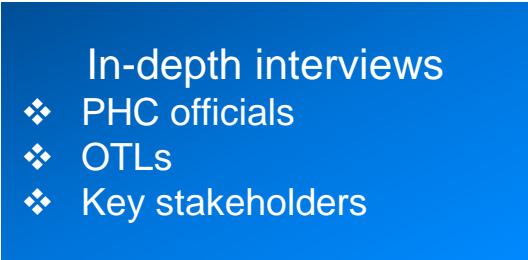 In-depth interviews
❖ PHC officials
❖ OTLs
❖ Key stakeholders